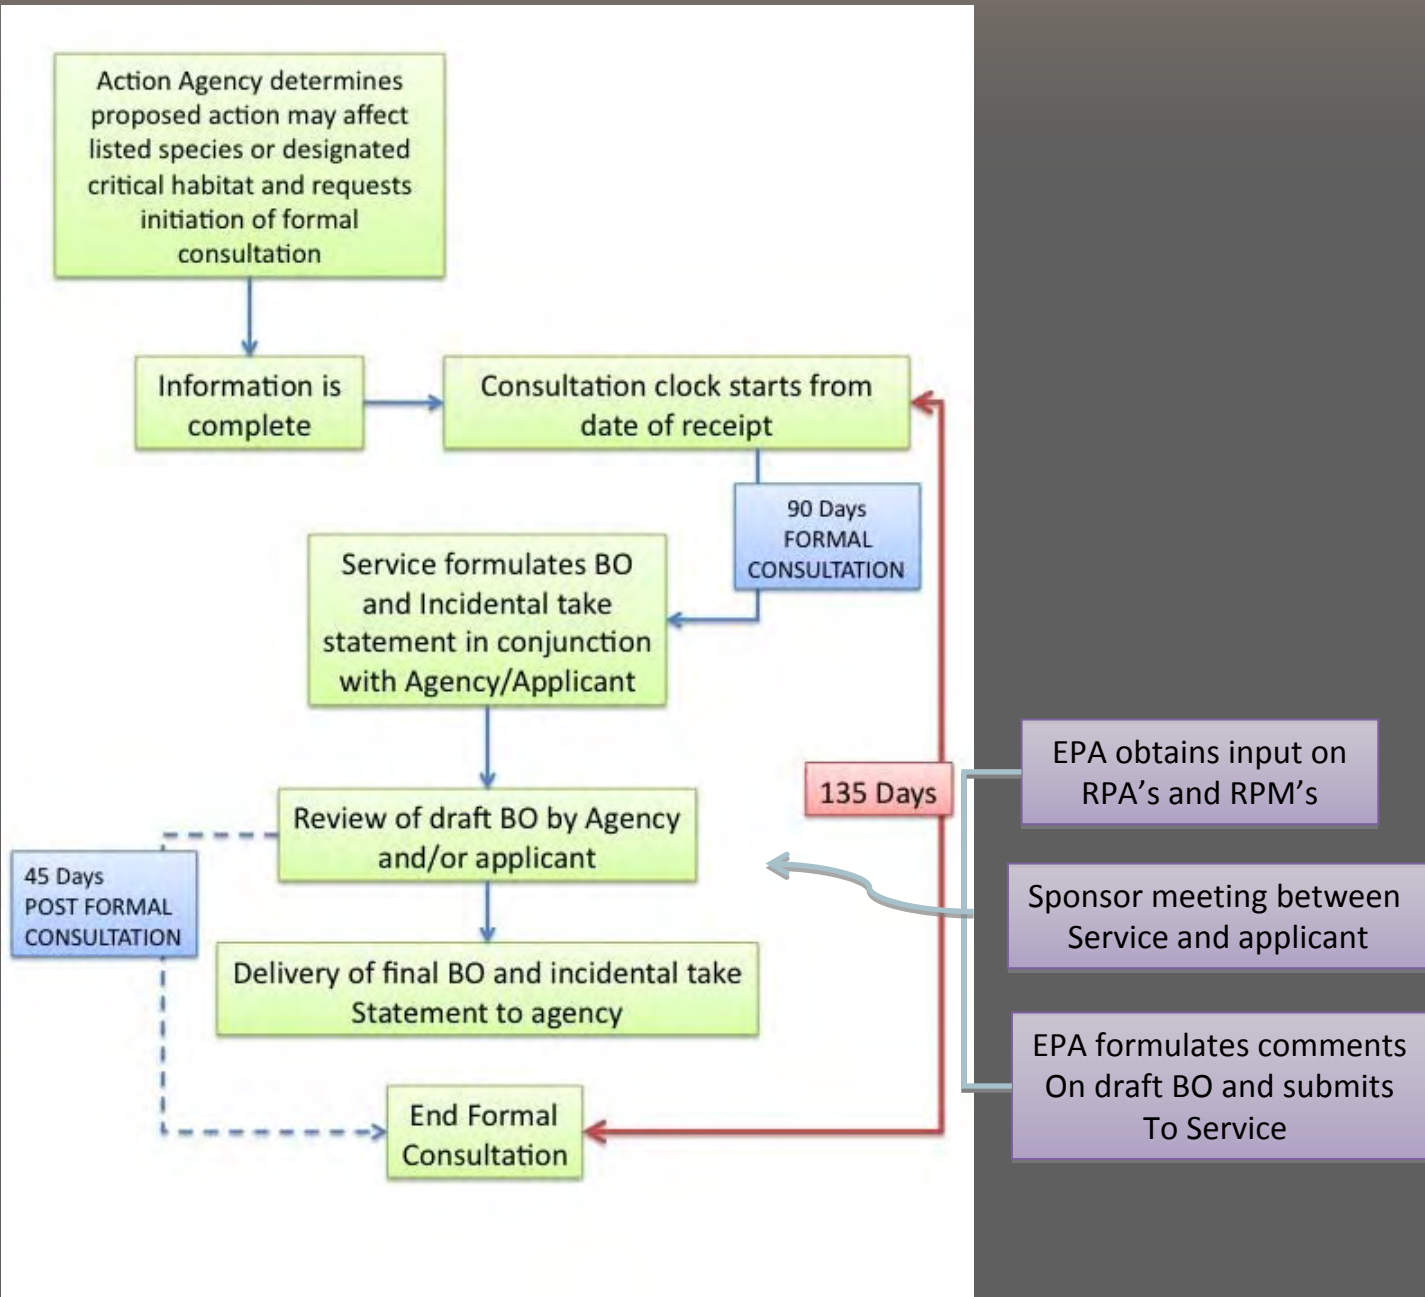 Action Agency determines
proposed action may affect
listed species or designated
critical habitat and requests
initiation of formal
consultation
Information is
complete
Consultation clock starts from
date of receipt
90 Days
FORMAL
CONSULTATION
Service formulates BO
and Incidental take
statement in conjunction
with Agency/Applicant
135 Days
EPA obtains input on
RPA’s and RPM’s
Review of draft BO by Agency
and/or applicant
45 Days
POST FORMAL
CONSULTATION
Sponsor meeting between
Service and applicant
Delivery of final BO and incidental take
Statement to agency
EPA formulates comments
On draft BO and submits
To Service
End Formal
Consultation